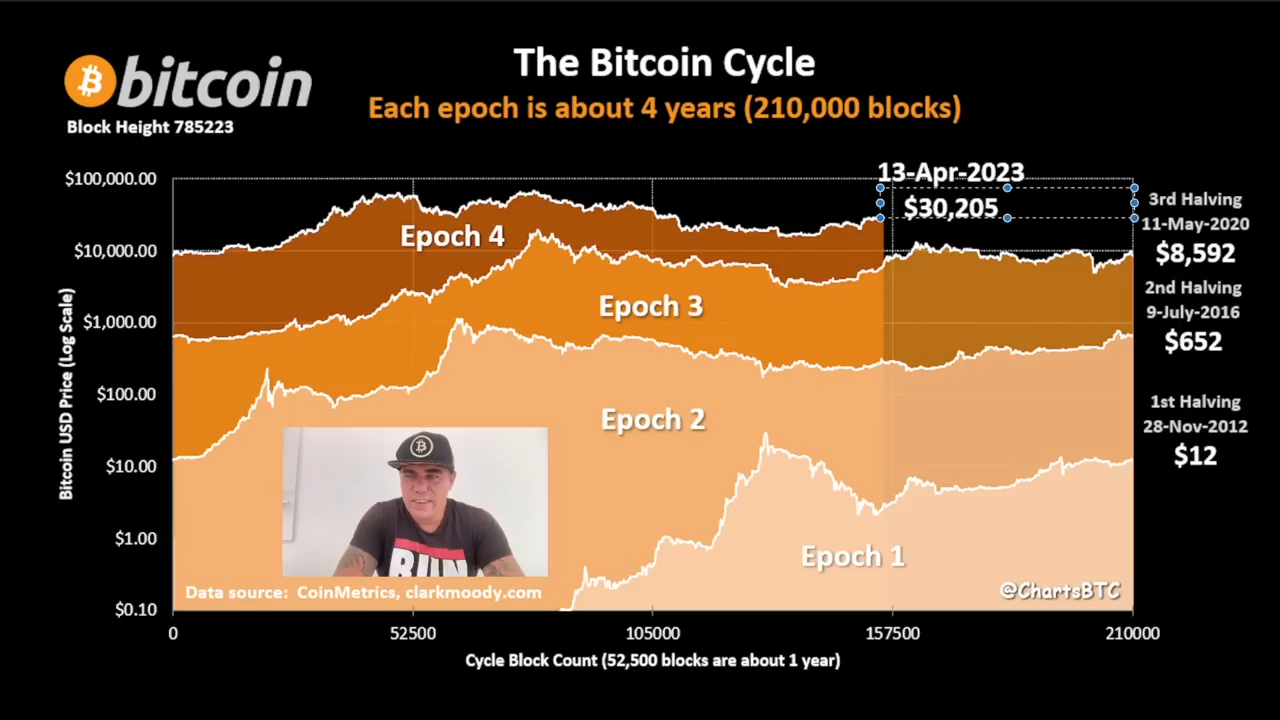 bitcoin
Block Height 785223
The Bitcoin Cycle
Each epoch is about 4 years (210,000 blocks)
13-Apr-2023
$30,205
3rd Halving
11-May-2020
$8,592
2nd Halving
9-July-2016
$652
1st Halving
28-Nov-2012
$12
Bitcoin USD Price (Log Scale)
$100,000.00
$10,000.00
$1,000.00
$100.00
$10.00
$1.00
$0.10
Epoch 4
Epoch 3
Epoch 2
Epoch 1
Data source: CoinMetrics, clarkmoody.com
@ChartsBTC
0
52500
105000
157500
210000
Cycle Block Count (52,500 blocks are about 1 year)